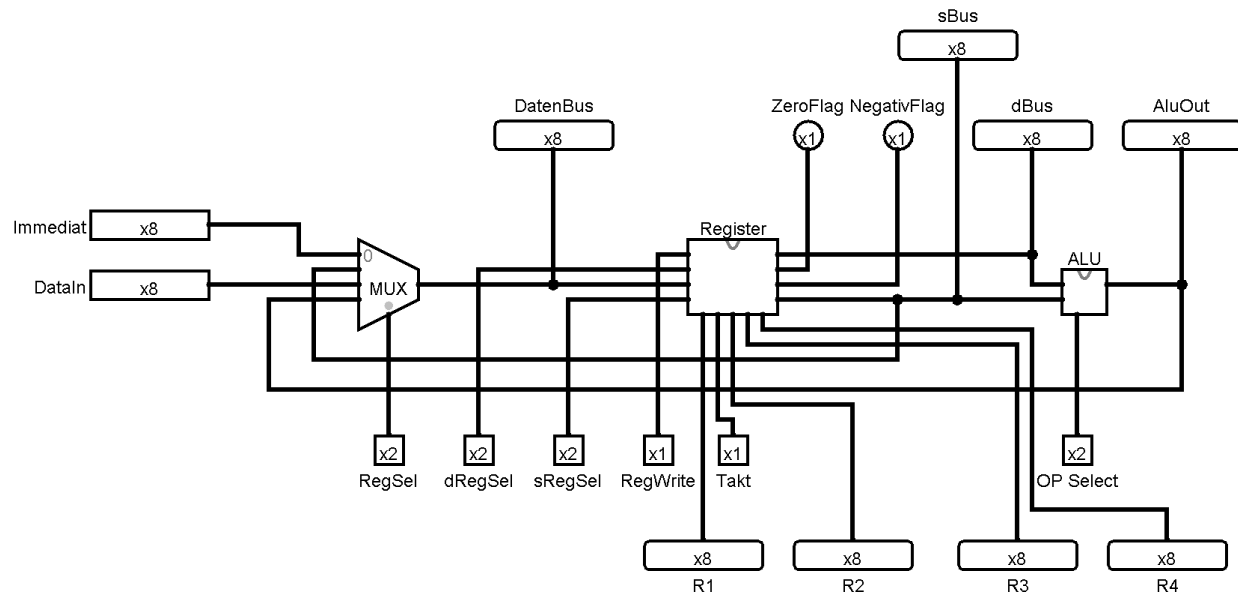 sBus
x8
DatenBus
ZeroFlag
NegativFlag
dBus
AluOut
x8
x1
x1
x8
x8
Immediat
x8
Register
0
ALU
DataIn
x8
MUX
x2
x2
x2
x1
x1
x2
RegSel
dRegSel
sRegSel
RegWrite
Takt
OP Select
x8
x8
x8
x8
R1
R2
R3
R4